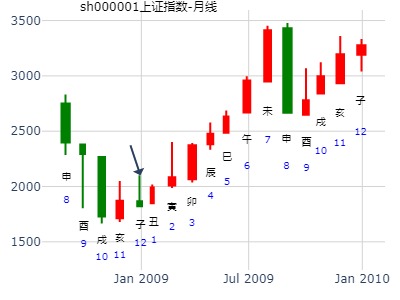 sh000001上证指数-月线
3500
3000
2500
2000
1500
申
8
酉
9
戌
10
亥
11
子
12
丑
1
寅
2
卯
3
辰
4
巳
5
午
6
未
7
申
8
酉
9
戌
10
亥
11
子
12
Jan 2009
Jul 2009
Jan 2010